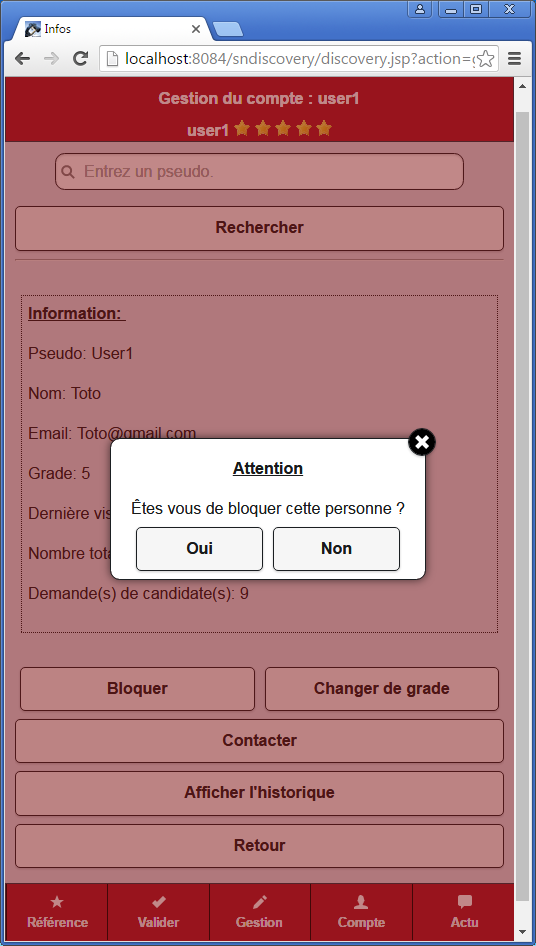 Infos
localhost:8084/sndiscovery/discovery.jsp?action=
Gestion du compte : user1
user1
Entrez un pseudo.
Rechercher
Information:
Pseudo: User1
Nom: Toto
Email: Toto@gmail.com
Grade: 5
Dernière vis
Nombre tota
Demande(s) de candidate(s): 9
Attention
Êtes vous de bloquer cette personne ?
Oui Non
Bloquer Changer de grade
Contacter
Afficher l'historique
Retour
Référence Valider Gestion Compte Actu